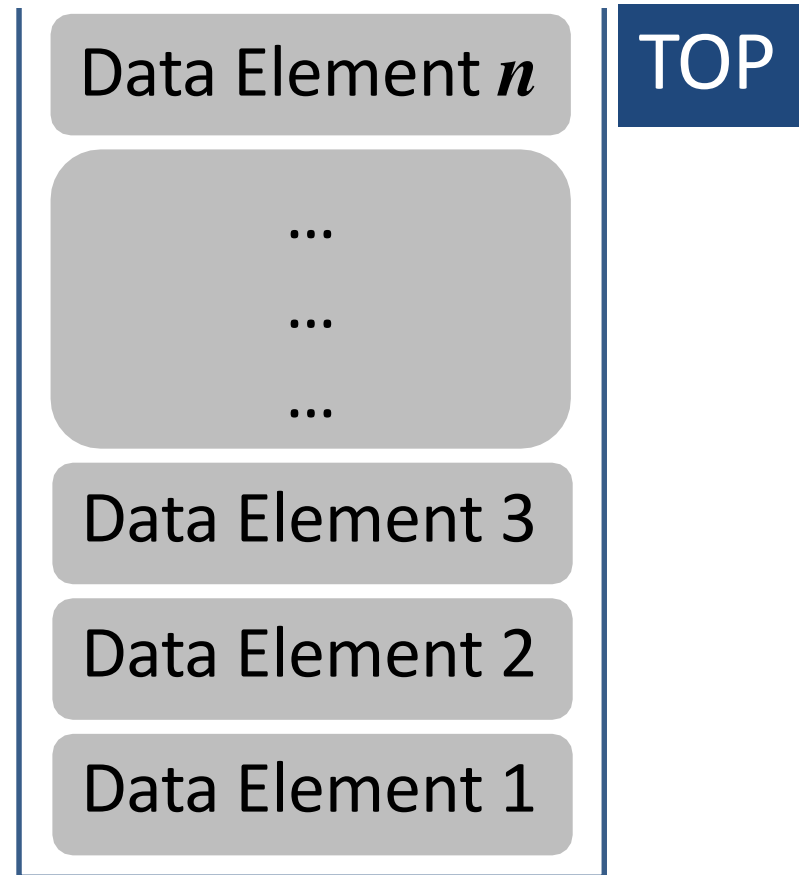 Data Element n
TOP
...
...
...
Data Element 3
Data Element 2
Data Element 1